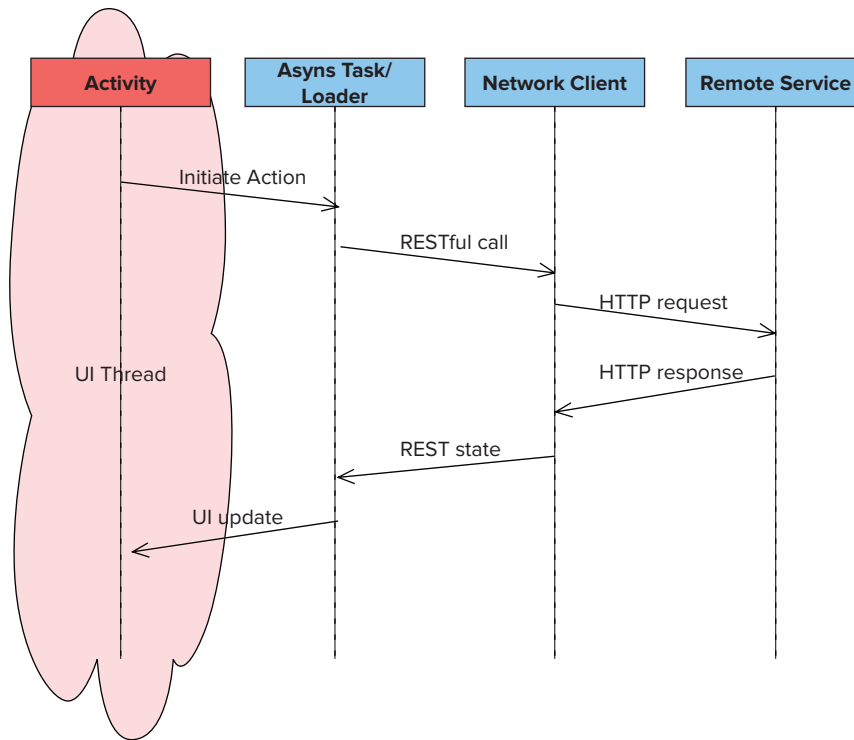 Activity
Asyns Task/
Loader
Network Client
Remote Service
Initiate Action
RESTful call
HTTP request
UI Thread
HTTP response
REST state
UI update